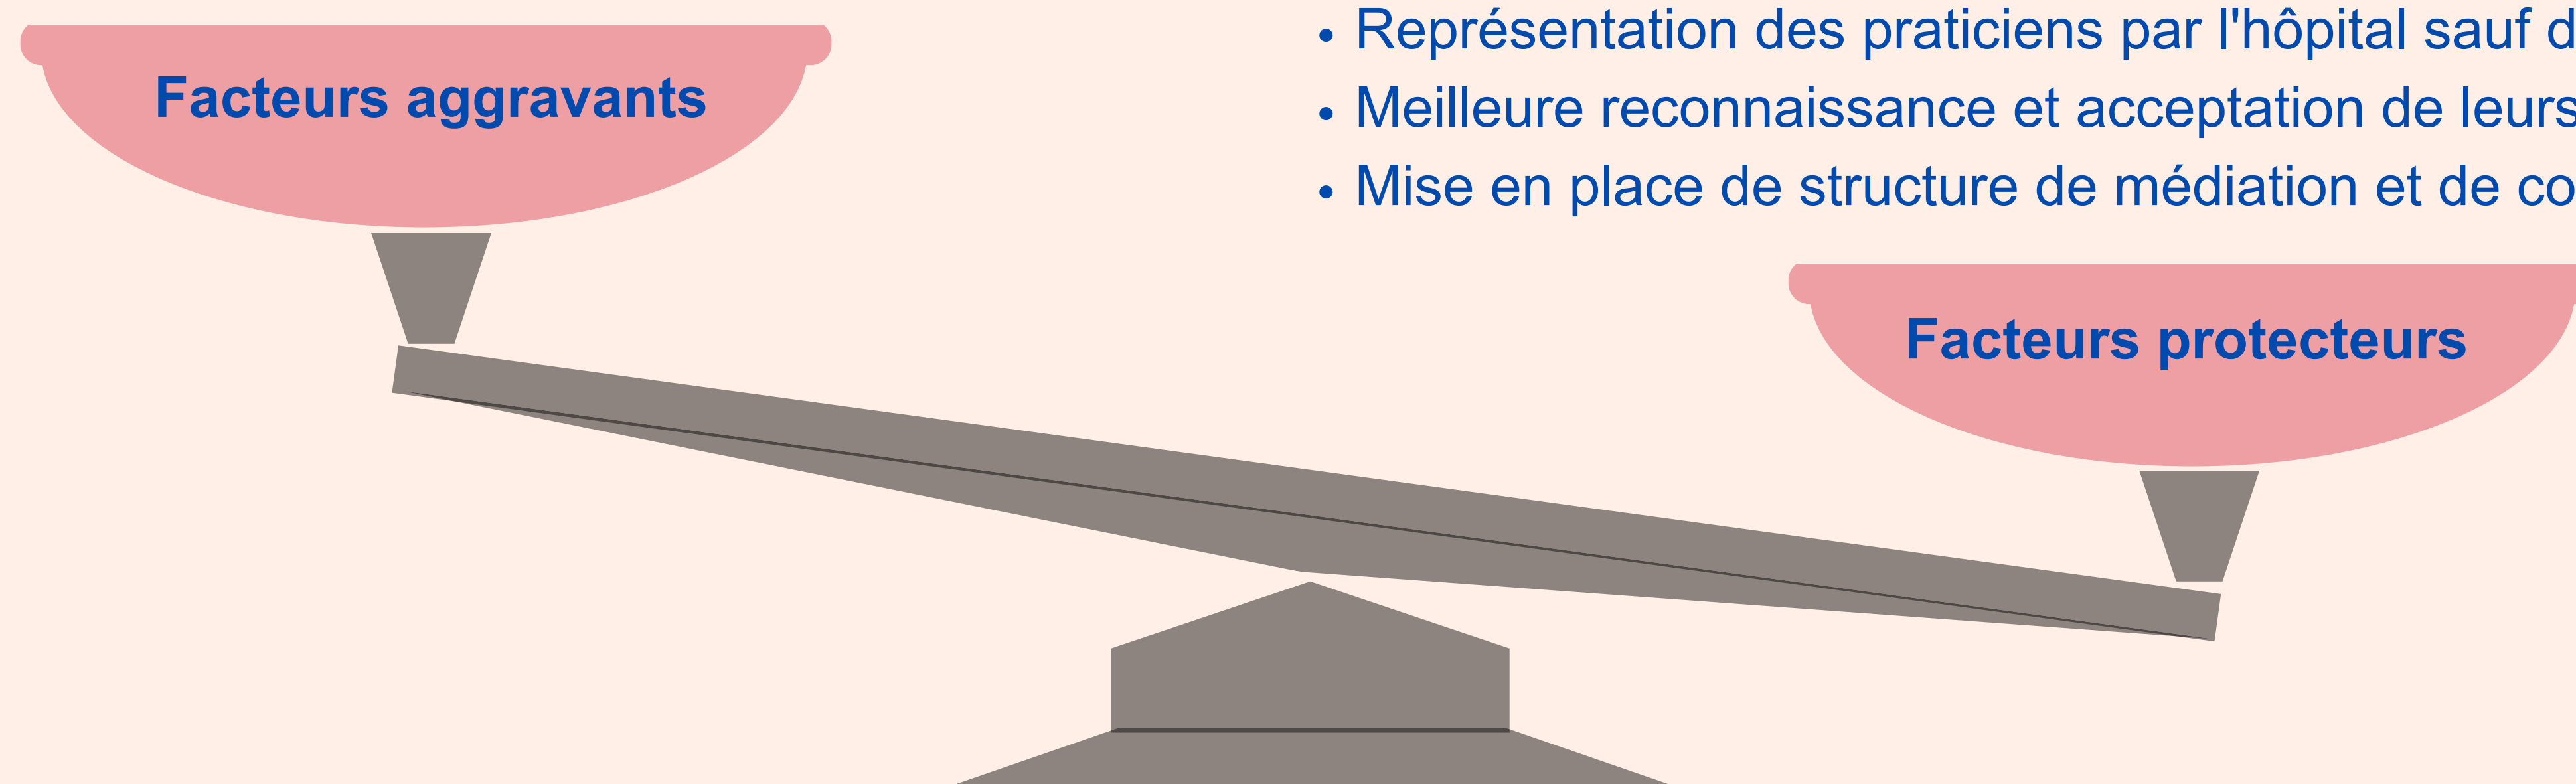 • Représentation des praticiens par l'hôpital sauf
• Meilleure reconnaissance et acceptation de leurs
• Mise en place de structure de médiation et de
Facteurs aggravants
Facteurs protecteurs